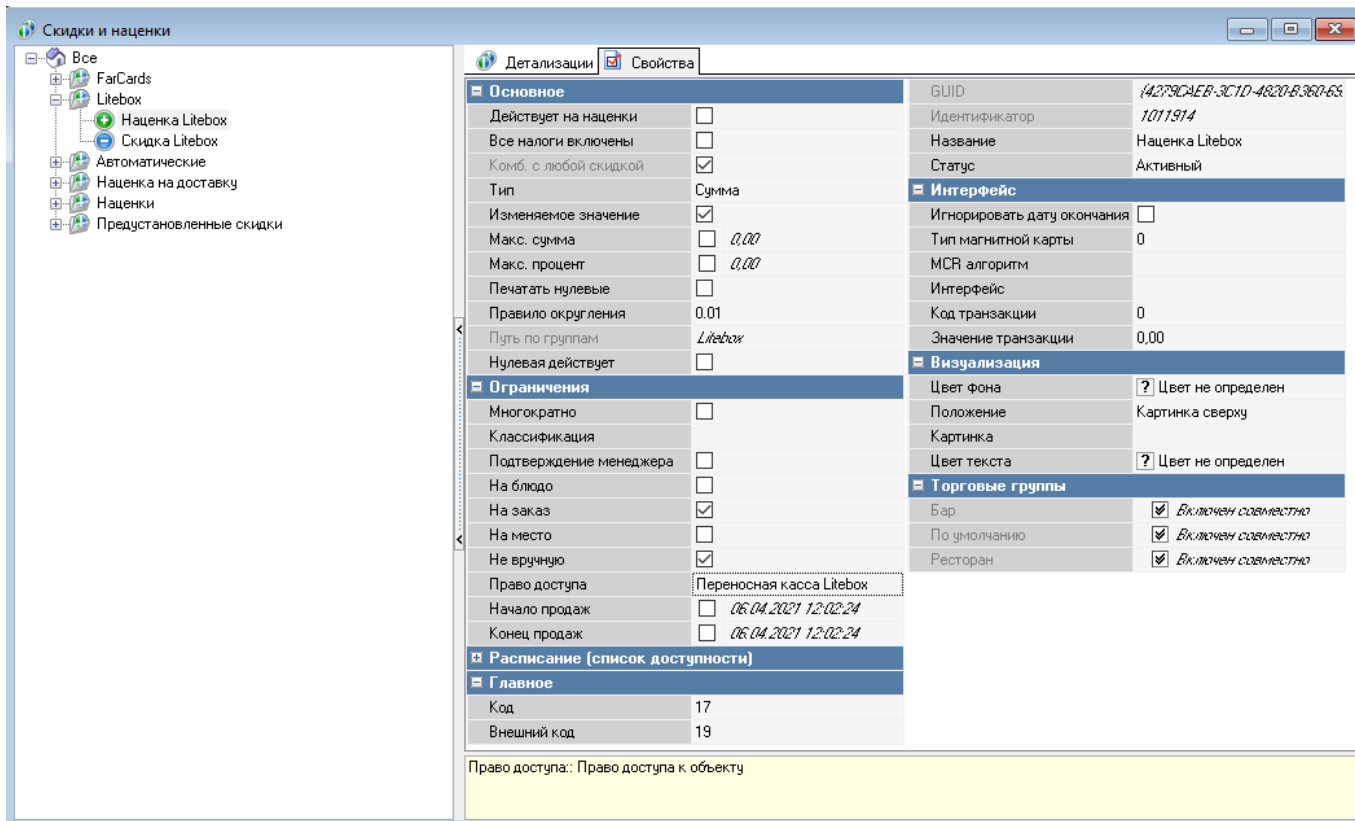 Скидки и наценки
Все
FarCards
Litebox
Наценка Litebox
Скидка Litebox
Автоматические
Наценка на доставку
Наценки
Предустановленные скидки
Детализации
Свойства
Основное
Действует на наценки
Все налоги включены
Комб. с любой скидкой
Тип Сумма
Изменяемое значение
Макс. сумма 0,00
Макс. процент 0,00
Печатать нулевые
Правило округления 0.01
Путь по группам Litebox
Нулевая действует
Ограничения
Многократно
Классификация
Подтверждение менеджера
На блюдо
На заказ
На место
Не вручную
Право доступа Переносная касса Litebox
Начало продаж 06.04.2021 12:02:24
Конец продаж 06.04.2021 12:02:24
Расписание (список доступности)
Главное
Код 17
Внешний код 19
GUID {4279CAEB-3C1D-4820-B360-65
Идентификатор 1011914
Название Наценка Litebox
Статус Активный
Интерфейс
Игнорировать дату окончания
Тип магнитной карты 0
MCR алгоритм
Интерфейс
Код транзакции 0
Значение транзакции 0,00
Визуализация
Цвет фона ? Цвет не определен
Положение Картинка сверху
Картинка
Цвет текста ? Цвет не определен
Торговые группы
Бар Включен совместно
По умолчанию Включен совместно
Ресторан Включен совместно
Право доступа:: Право доступа к объекту